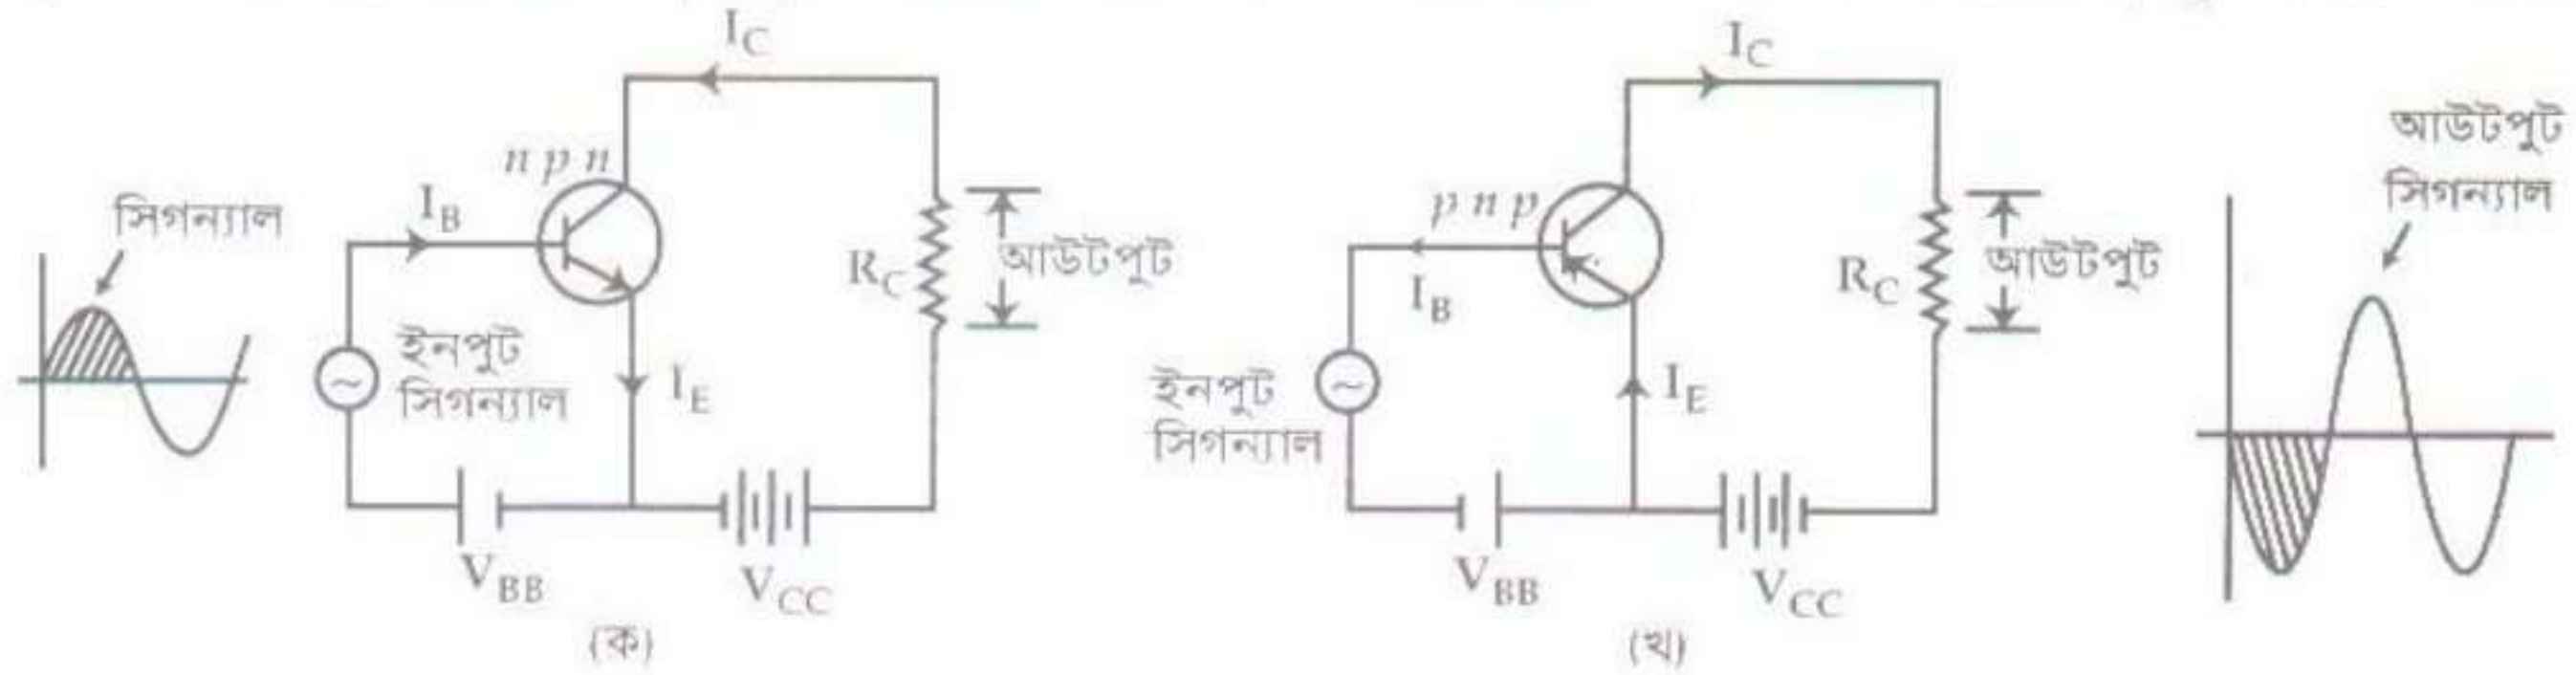 I_C
n p n
সিগন্যাল
I_B
R_C
আউটপুট
ইনপুট
সিগন্যাল
~
I_E
V_BB
V_CC
(ক)
I_C
p n p
I_B
R_C
আউটপুট
ইনপুট
সিগন্যাল
~
I_E
V_BB
V_CC
(খ)
আউটপুট
সিগন্যাল